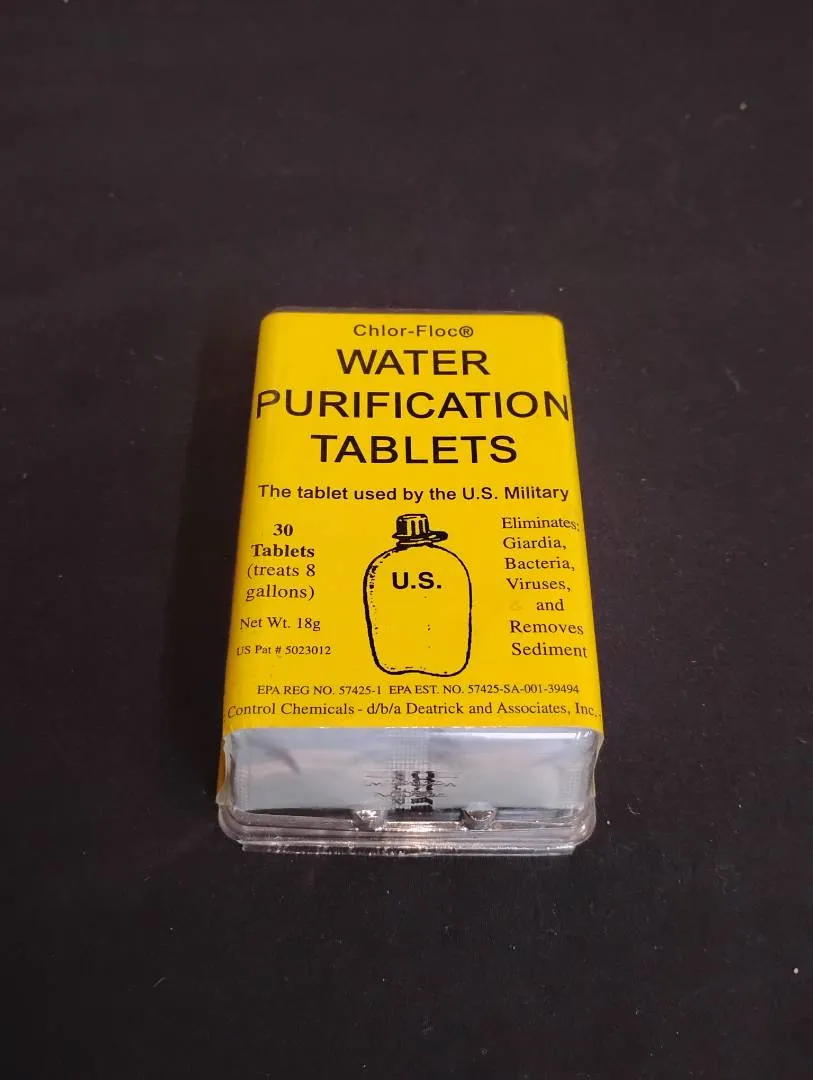 Chlor-Floc®
WATER
PURIFICATION
TABLETS
The tablet used by the U.S. Military
30
Tablets
(treats 8
gallons)
Net Wt. 18g
US Pat # 5023012
U.S.
Eliminates:
Giardia,
Bacteria,
Viruses,
& and
Removes
Sediment
EPA REG NO. 57425-1 EPA EST. NO. 57425-SA-001-39494
Control Chemicals - d/b/a Deatrick and Associates, Inc.